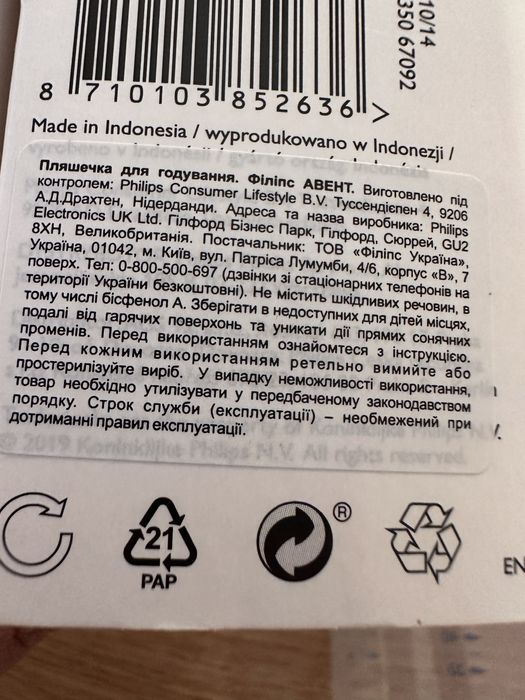 10/14
350 67092
8 710103 852636 >
Made in Indonesia / wyprodukowano w Indonezji /
Пляшечка для годування. Філіпс АВЕНТ. Виготовлено під
контролем: Philips Consumer Lifestyle B.V. Туссендієпен 4, 9206
А.Д.Драхтен, Нідерданди. Адреса та назва виробника: Philips
Electronics UK Ltd. Гілфорд Бізнес Парк, Гілфорд, Сюррей, GU2
8XH, Великобританія. Постачальник: ТОВ «Філіпс Україна»,
Україна, 01042, м. Київ, вул. Патріса Лумумби, 4/6, корпус «В», 7
поверх. Тел: 0-800-500-697 (дзвінки зі стаціонарних телефонів на
території України безкоштовні). Не містить шкідливих речовин, в
тому числі бісфенол А. Зберігати в недоступних для дітей місцях,
подалі від гарячих поверхонь та уникати дії прямих сонячних
променів. Перед використанням ознайомтеся з інструкцією.
Перед кожним використанням ретельно вимийте або
простерилізуйте виріб. У випадку неможливості використання,
товар необхідно утилізувати у передбаченому законодавством
порядку. Строк служби (експлуатації) – необмежений при
дотриманні правил експлуатації.
© 2019 Koninklijke Philips N.V. All rights reserved.
21
PAP
®
EN